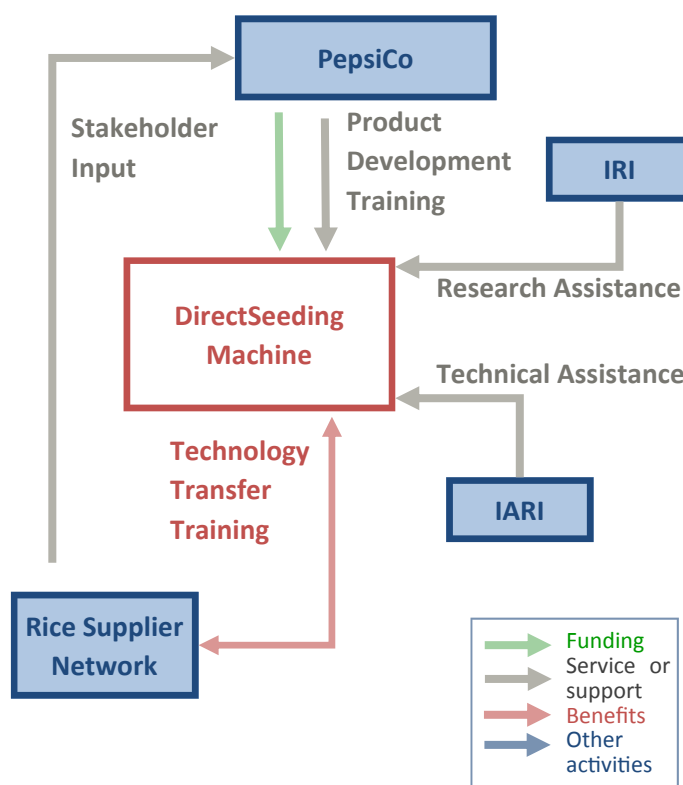 PepsiCo
Stakeholder
Input
Product
Development
Training
IRI
DirectSeeding
Machine
Research Assistance
Technical Assistance
Technology
Transfer
Training
IARI
Rice Supplier
Network
Funding
Service or
support
Benefits
Other
activities